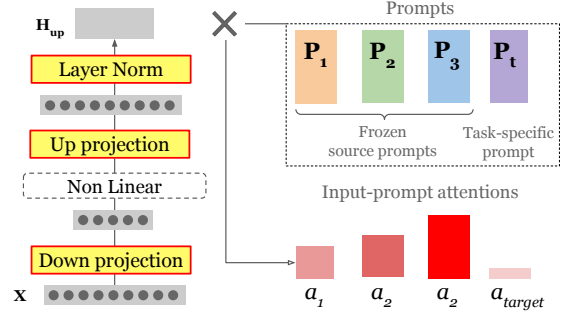 H_up
Layer Norm
Up projection
Non Linear
Down projection
X
Prompts
P_1 P_2 P_3 P_t
Frozen
source prompts
Task-specific
prompt
Input-prompt attentions
a_1 a_2 a_2 a_target